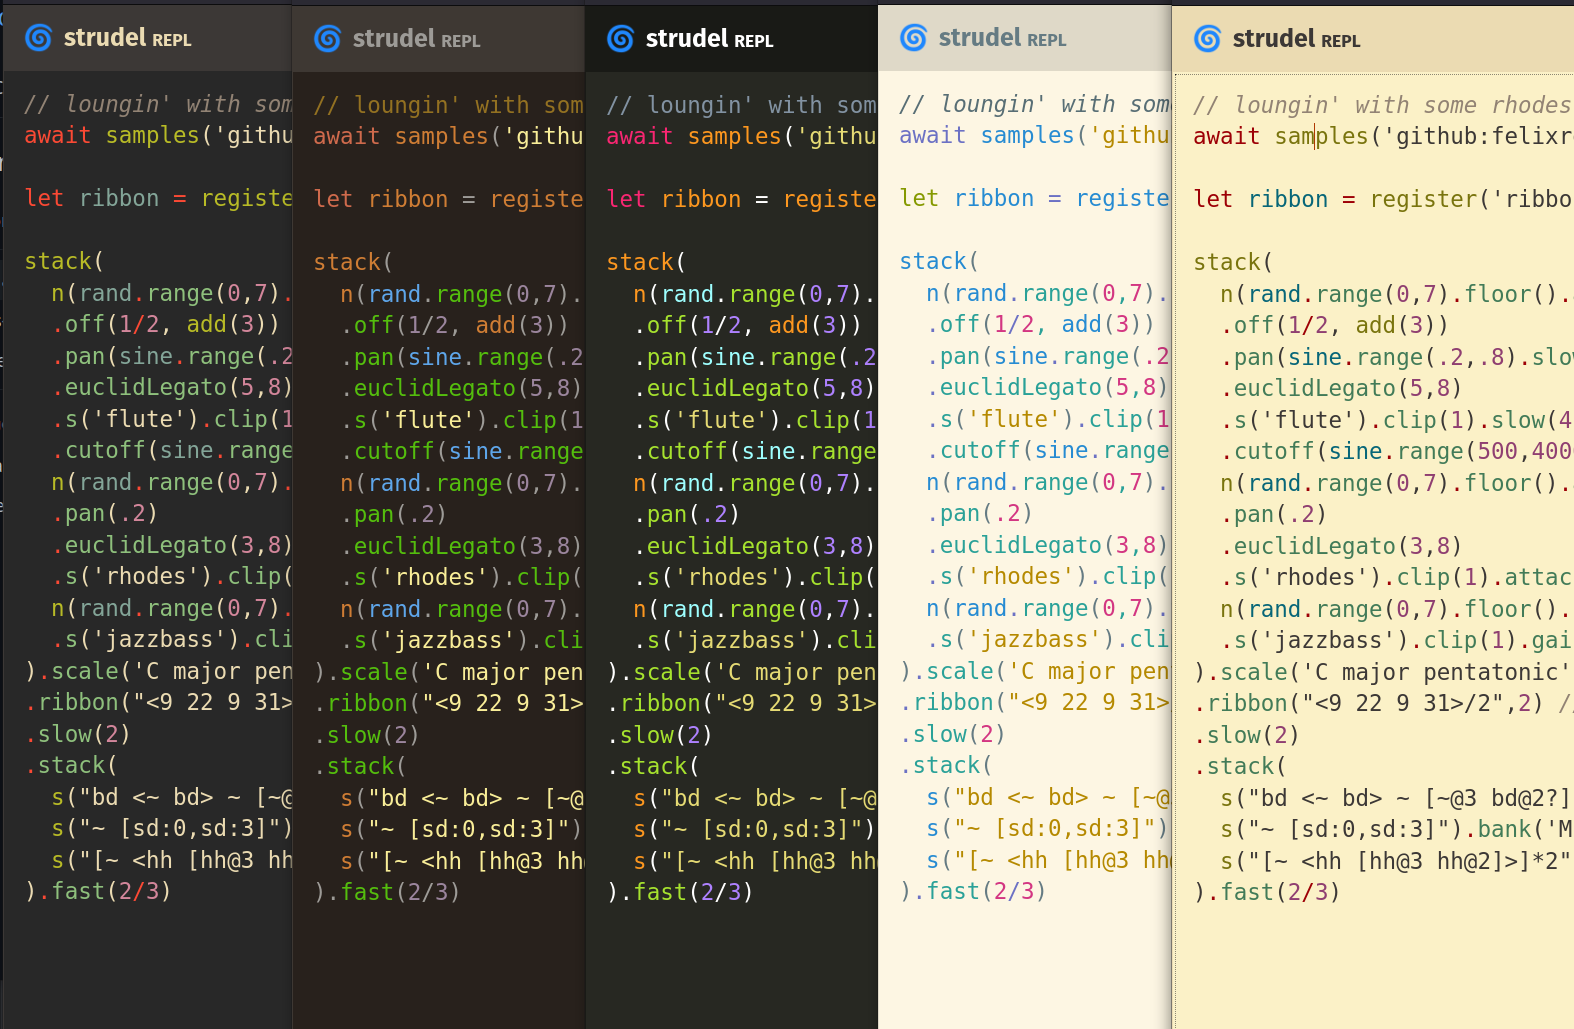 strudel REPL
// loungin' with som
await samples('githu
let ribbon = registe
stack(
n(rand.range(0,7).
.off(1/2, add(3))
.pan(sine.range(.2
.euclidLegato(5,8)
.s('flute').clip(1
.cutoff(sine.range
n(rand.range(0,7).
.pan(.2)
.euclidLegato(3,8)
.s('rhodes').clip(
n(rand.range(0,7).
.s('jazzbass').cli
).scale('C major pen
.ribbon("<9 22 9 31>
.slow(2)
.stack(
s("bd <~ bd> ~ [~@
s("~ [sd:0,sd:3]")
s("[~ <hh [hh@3 hh
).fast(2/3)
strudel REPL
// loungin' with som
await samples('githu
let ribbon = registe
stack(
n(rand.range(0,7).
.off(1/2, add(3))
.pan(sine.range(.2
.euclidLegato(5,8)
.s('flute').clip(1
.cutoff(sine.range
n(rand.range(0,7).
.pan(.2)
.euclidLegato(3,8)
.s('rhodes').clip(
n(rand.range(0,7).
.s('jazzbass').cli
).scale('C major pen
.ribbon("<9 22 9 31>
.slow(2)
.stack(
s("bd <~ bd> ~ [~@
s("~ [sd:0,sd:3]")
s("[~ <hh [hh@3 hh
).fast(2/3)
strudel REPL
// loungin' with som
await samples('githu
let ribbon = registe
stack(
n(rand.range(0,7).
.off(1/2, add(3))
.pan(sine.range(.2
.euclidLegato(5,8)
.s('flute').clip(1
.cutoff(sine.range
n(rand.range(0,7).
.pan(.2)
.euclidLegato(3,8)
.s('rhodes').clip(
n(rand.range(0,7).
.s('jazzbass').cli
).scale('C major pen
.ribbon("<9 22 9 31>
.slow(2)
.stack(
s("bd <~ bd> ~ [~@
s("~ [sd:0,sd:3]")
s("[~ <hh [hh@3 hh
).fast(2/3)
strudel REPL
// loungin' with som
await samples('githu
let ribbon = registe
stack(
n(rand.range(0,7).
.off(1/2, add(3))
.pan(sine.range(.2
.euclidLegato(5,8)
.s('flute').clip(1
.cutoff(sine.range
n(rand.range(0,7).
.pan(.2)
.euclidLegato(3,8)
.s('rhodes').clip(
n(rand.range(0,7).
.s('jazzbass').cli
).scale('C major pen
.ribbon("<9 22 9 31>
.slow(2)
.stack(
s("bd <~ bd> ~ [~@
s("~ [sd:0,sd:3]")
s("[~ <hh [hh@3 hh
).fast(2/3)
strudel REPL
// loungin' with some rhodes
await samples('github:felixr
let ribbon = register('ribbo
stack(
n(rand.range(0,7).floor().
.off(1/2, add(3))
.pan(sine.range(.2,.8).slow
.euclidLegato(5,8)
.s('flute').clip(1).slow(4
.cutoff(sine.range(500,400
n(rand.range(0,7).floor().
.pan(.2)
.euclidLegato(3,8)
.s('rhodes').clip(1).attac
n(rand.range(0,7).floor().
.s('jazzbass').clip(1).gai
).scale('C major pentatonic'
.ribbon("<9 22 9 31>/2",2) //
.slow(2)
.stack(
s("bd <~ bd> ~ [~@3 bd@2?]
s("~ [sd:0,sd:3]").bank('M
s("[~ <hh [hh@3 hh@2]>]*2"
).fast(2/3)